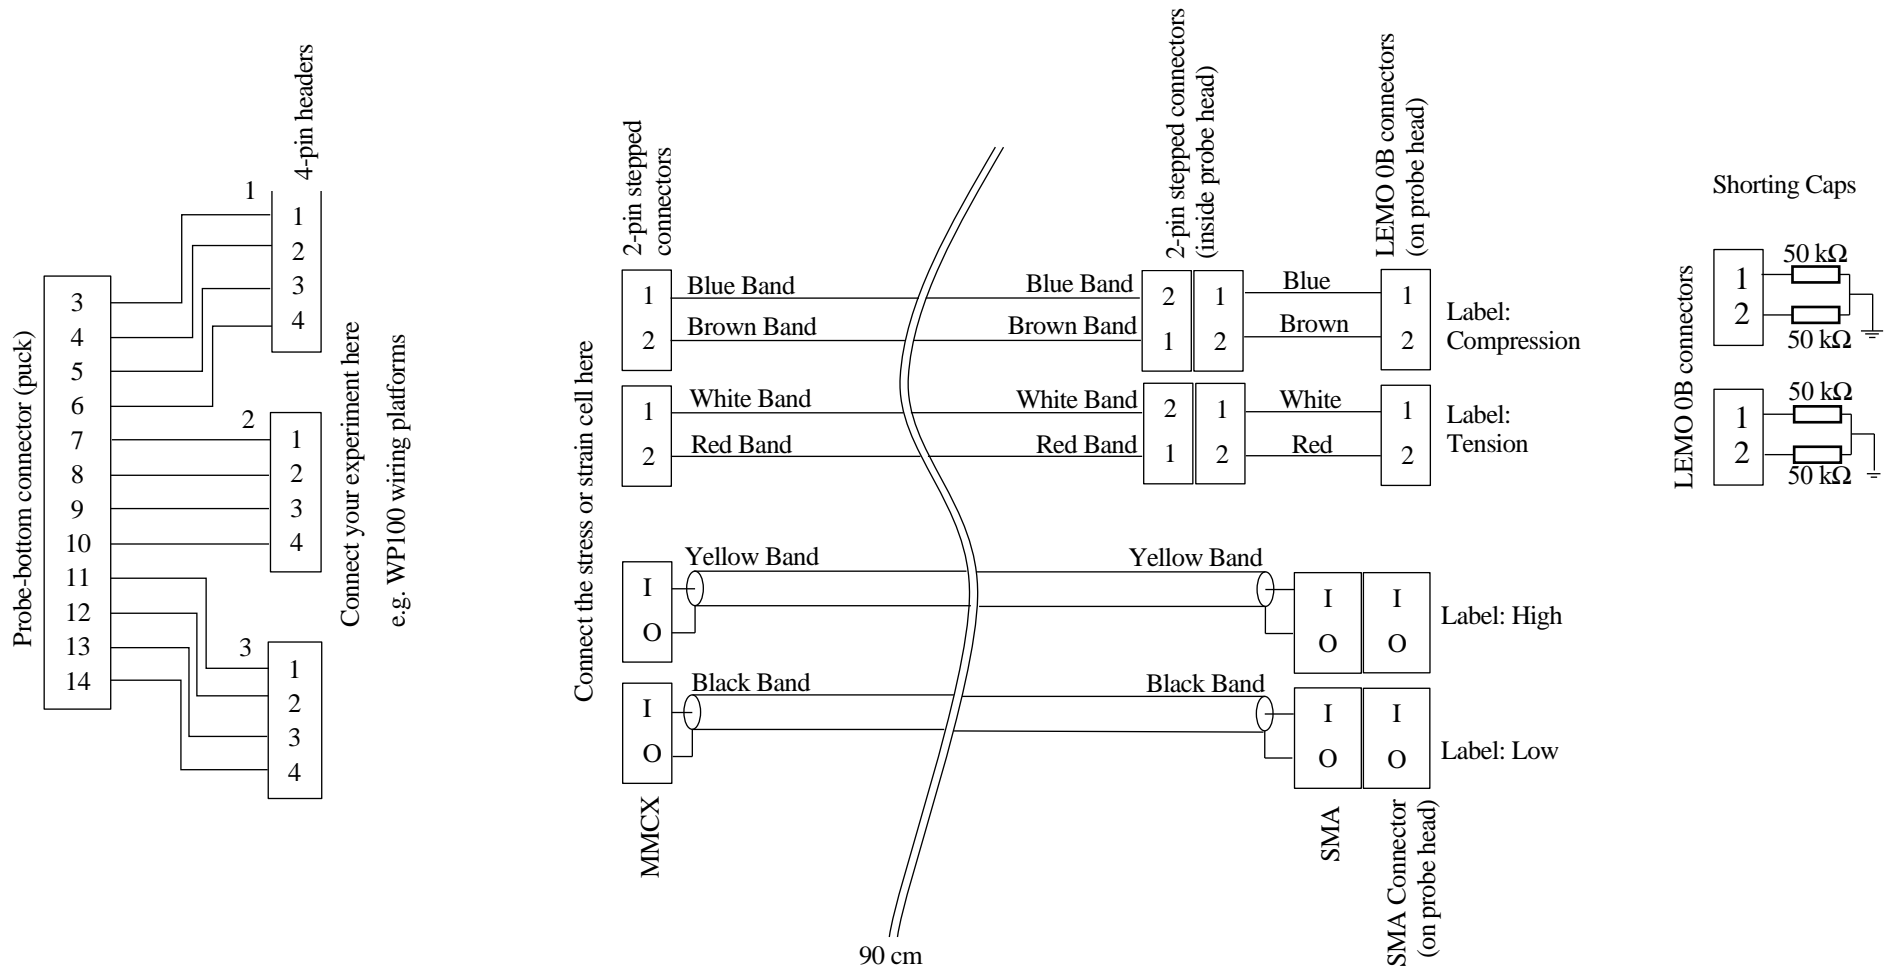 Probe-bottom connector (puck)
3
4
5
6
7
8
9
10
11
12
13
14
4-pin headers
1
1
2
3
4
2
1
2
3
4
3
1
2
3
4
Connect your experiment here
e.g. WP100 wiring platforms
Connect the stress or strain cell here
2-pin stepped
connectors
2-pin stepped connectors
(inside probe head)
LEMO 0B connectors
(on probe head)
1
Blue Band
Blue Band
2
1
Blue
1
2
Brown Band
Brown Band
1
2
Brown
2
Label:
Compression
1
White Band
White Band
2
1
White
1
2
Red Band
Red Band
1
2
Red
2
Label:
Tension
Yellow Band
Yellow Band
I
O
I
O
I
O
Label: High
Black Band
Black Band
I
O
I
O
I
O
Label: Low
MMCX
SMA
SMA Connector
(on probe head)
90 cm
Shorting Caps
LEMO 0B connectors
1
2
50 kΩ
50 kΩ
1
2
50 kΩ
50 kΩ